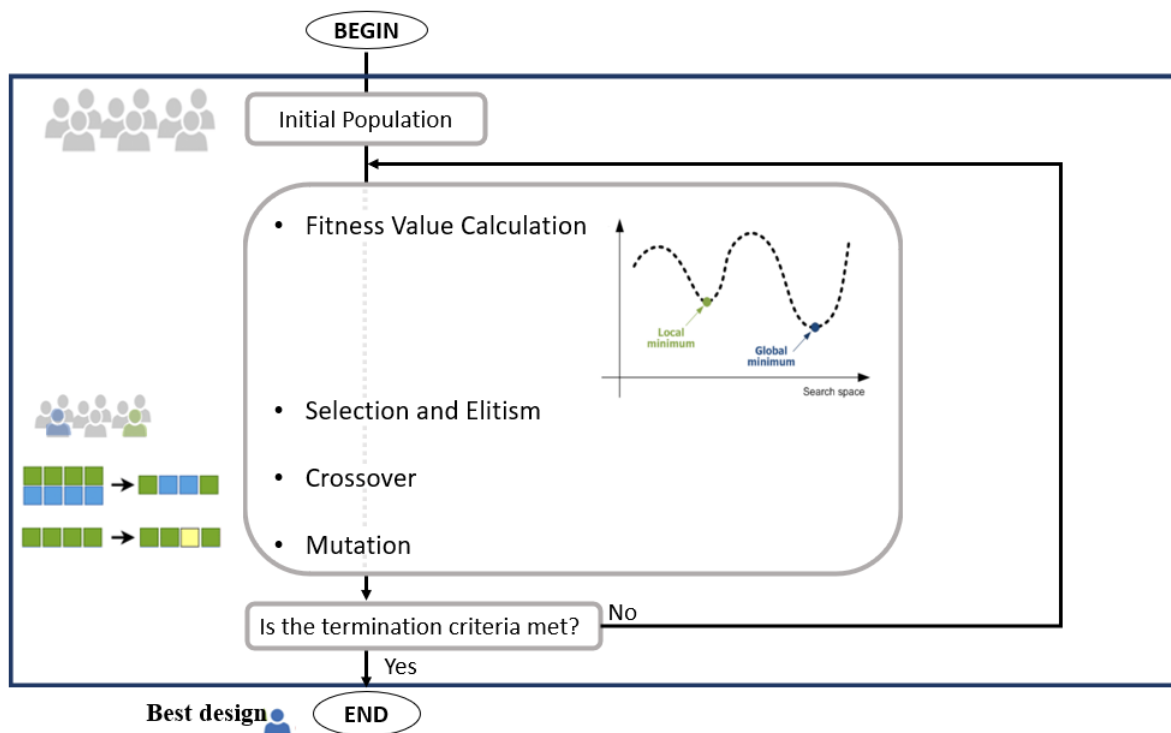 BEGIN
Initial Population
• Fitness Value Calculation
Local
minimum
Global
minimum
Search space
• Selection and Elitism
• Crossover
• Mutation
Is the termination criteria met?
No
Yes
Best design
END